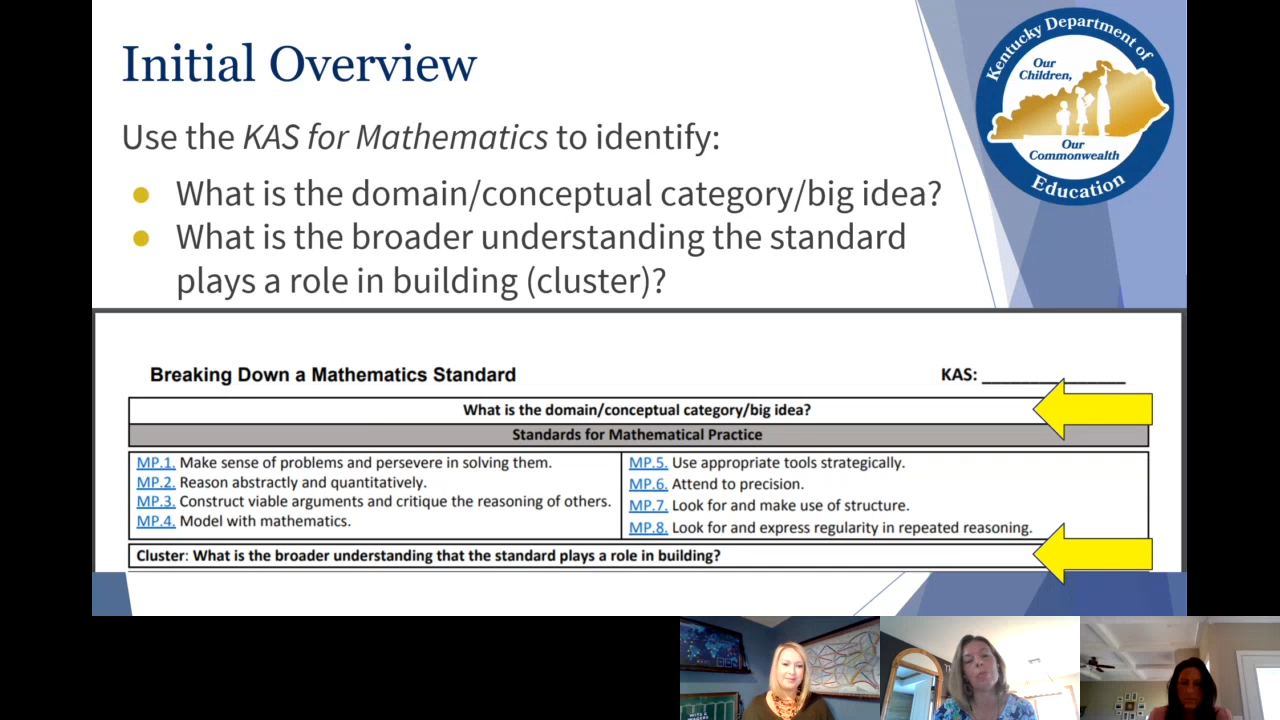 Initial Overview
Kentucky Department of
Education
Our
Children,
Our
Commonwealth
Use the KAS for Mathematics to identify:
What is the domain/conceptual category/big idea?
What is the broader understanding the standard
plays a role in building (cluster)?
Breaking Down a Mathematics Standard
KAS: _______________
What is the domain/conceptual category/big idea?
Standards for Mathematical Practice
MP.1. Make sense of problems and persevere in solving them.
MP.2. Reason abstractly and quantitatively.
MP.3. Construct viable arguments and critique the reasoning of others.
MP.4. Model with mathematics.
MP.5. Use appropriate tools strategically.
MP.6. Attend to precision.
MP.7. Look for and make use of structure.
MP.8. Look for and express regularity in repeated reasoning.
Cluster: What is the broader understanding that the standard plays a role in building?